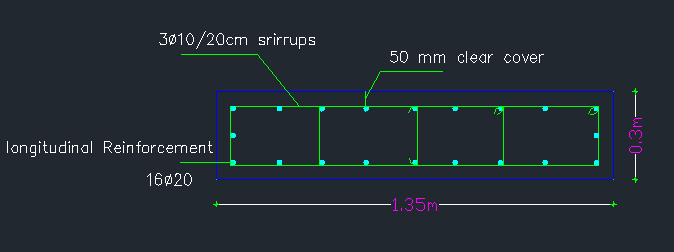 3ø10/20cm srirrups
50 mm clear cover
longitudinal Reinforcement
16ø20
0.3m
1.35m